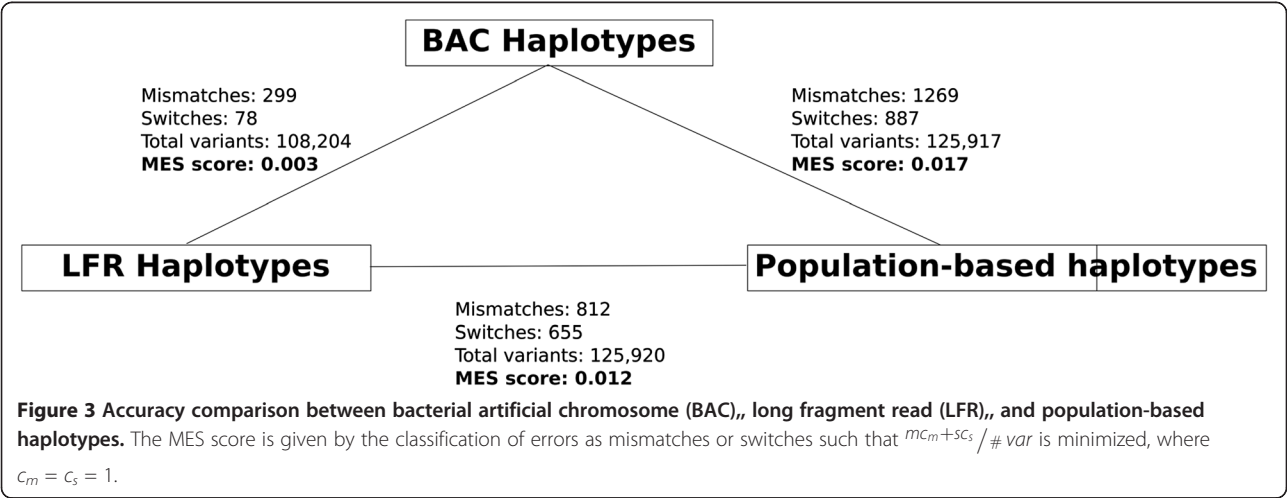 BAC Haplotypes
Mismatches: 299
Switches: 78
Total variants: 108,204
MES score: 0.003
Mismatches: 1269
Switches: 887
Total variants: 125,917
MES score: 0.017
LFR Haplotypes
Population-based haplotypes
Mismatches: 812
Switches: 655
Total variants: 125,920
MES score: 0.012
Figure 3 Accuracy comparison between bacterial artificial chromosome (BAC),, long fragment read (LFR),, and population-based
haplotypes. The MES score is given by the classification of errors as mismatches or switches such that mcₘ+scₛ / # var is minimized, where
cₘ = cₛ = 1.